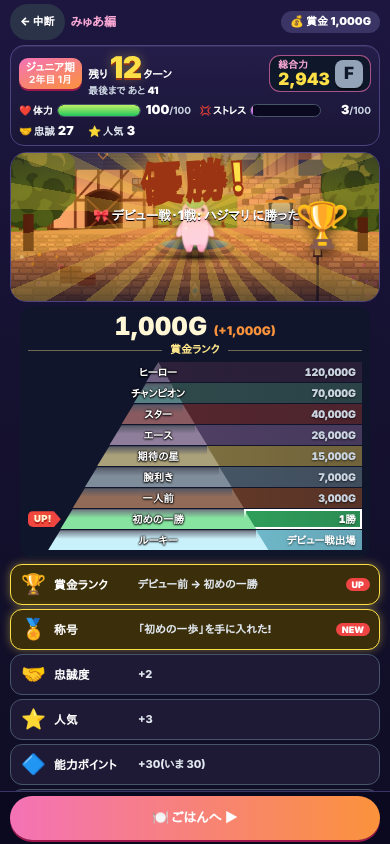 ← 中断 みゅあ編 賞金 1,000G
ジュニア期
2年目 1月
残り 12 ターン
最後まで あと 41
総合力
2,943 F
体力 100/100 ストレス 3/100
忠誠 27 人気 3
優勝!
デビュー戦・1戦: ハジマリに勝った
1,000G (+1,000G)
賞金ランク
ヒーロー 120,000G
チャンピオン 70,000G
スター 40,000G
エース 26,000G
期待の星 15,000G
腕利き 7,000G
一人前 3,000G
UP! 初めの一勝 1勝
ルーキー デビュー戦出場
賞金ランク デビュー前 → 初めの一勝 UP
称号 「初めの一歩」を手に入れた! NEW
忠誠度 +2
人気 +3
能力ポイント +30(いま 30)
ごはんへ ▶